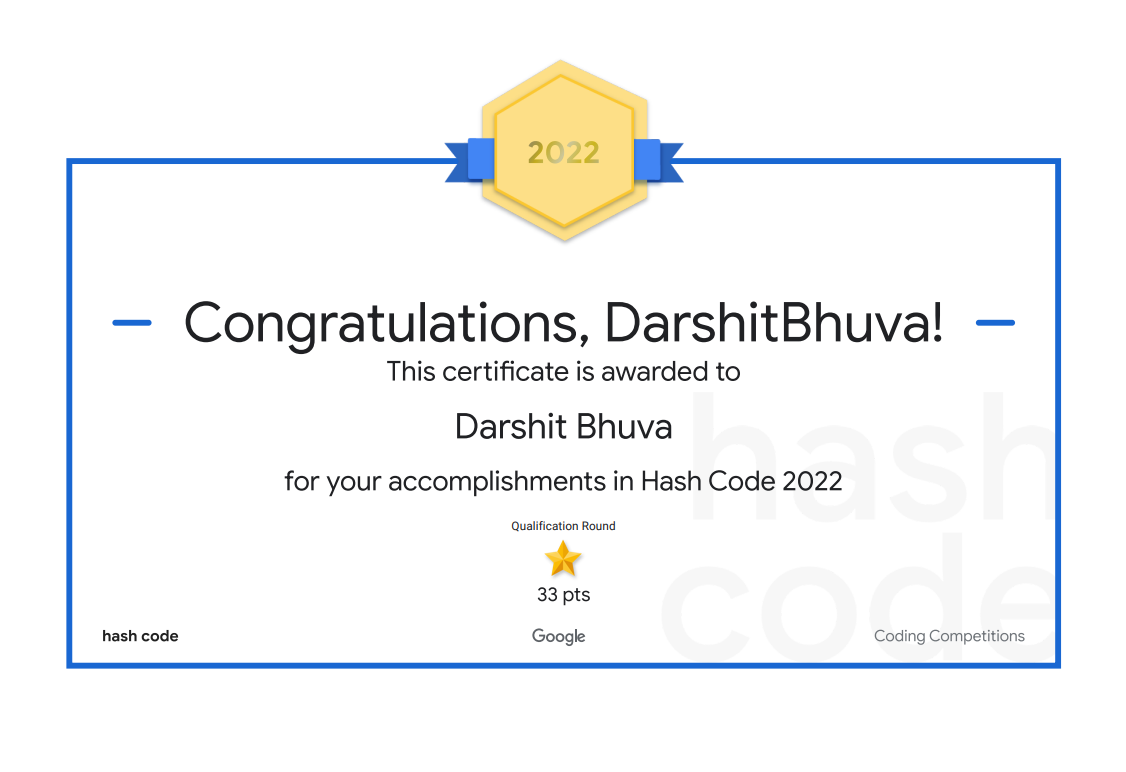 2022
Congratulations, DarshitBhuva!
This certificate is awarded to
Darshit Bhuva
for your accomplishments in Hash Code 2022
hash
code
Qualification Round
33 pts
hash code
Google
Coding Competitions